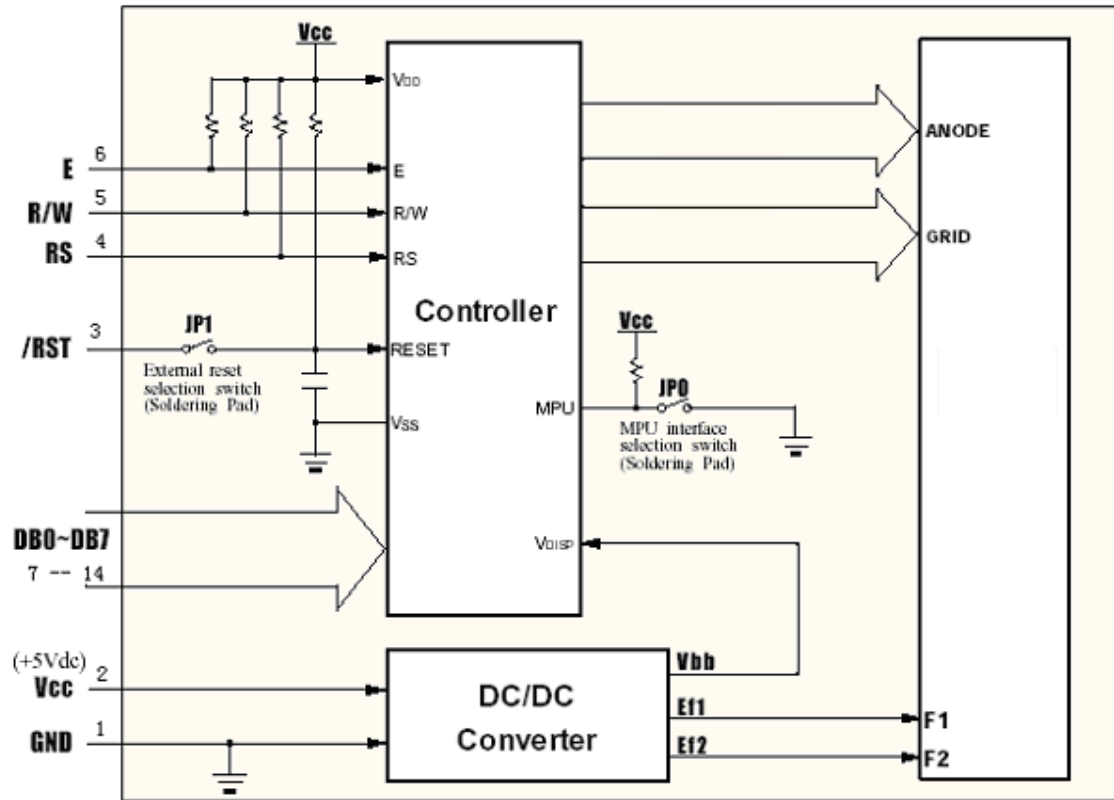 Vcc
VDD
ANODE
6
E
E
5
R/W
R/W
4
RS
RS
GRID
Controller
3
/RST
JP1
RESET
External reset
selection switch
(Soldering Pad)
Vcc
JP0
MPU
MPU interface
selection switch
(Soldering Pad)
VSS
DB0~DB7
7 -- 14
VDISP
(+5Vdc)
2
Vcc
DC/DC
Converter
Vbb
Ef1
F1
1
GND
Ef2
F2